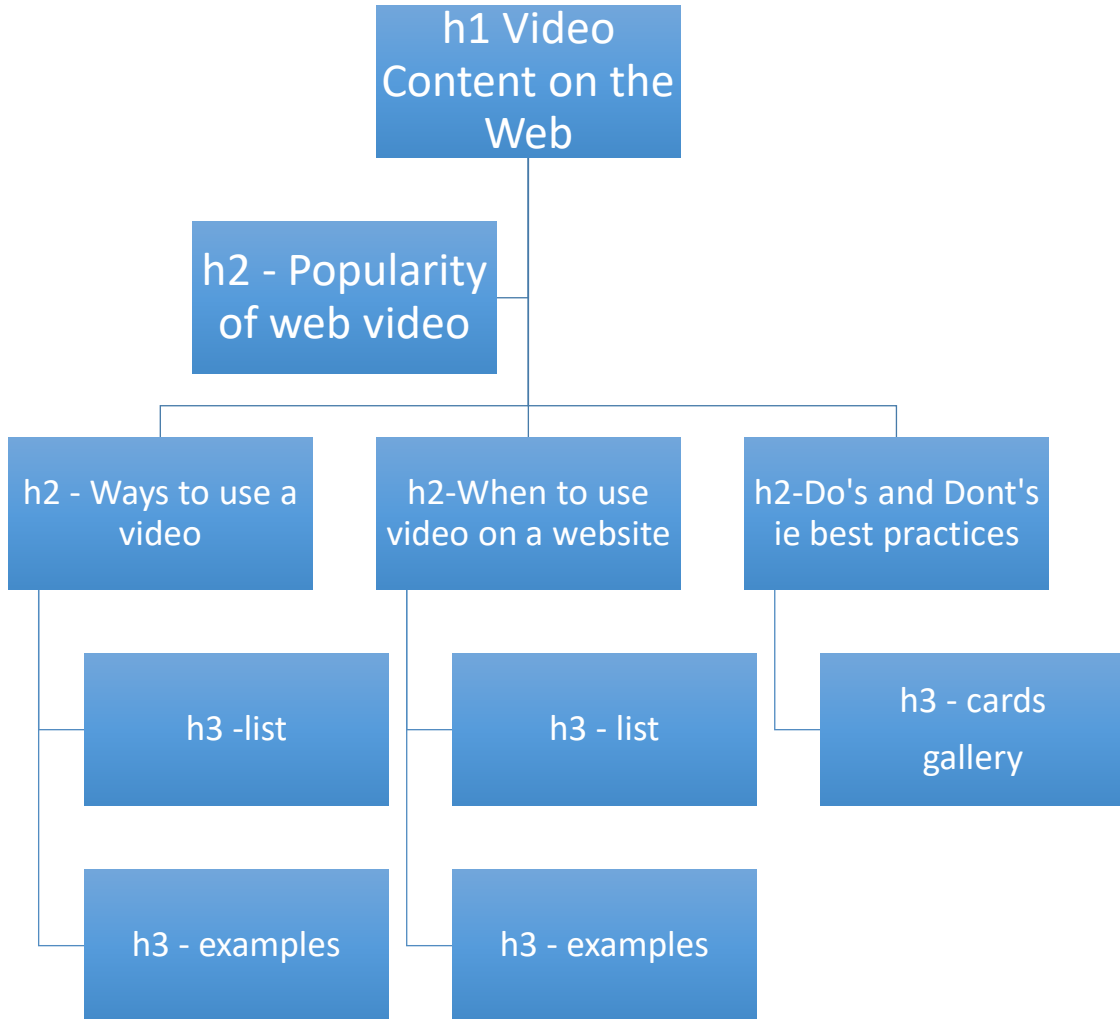 h1 Video
Content on the
Web
h2 - Popularity
of web video
h2 - Ways to use a
video
h2-When to use
video on a website
h2-Do's and Dont's
ie best practices
h3 -list
h3 - list
h3 - cards
gallery
h3 - examples
h3 - examples